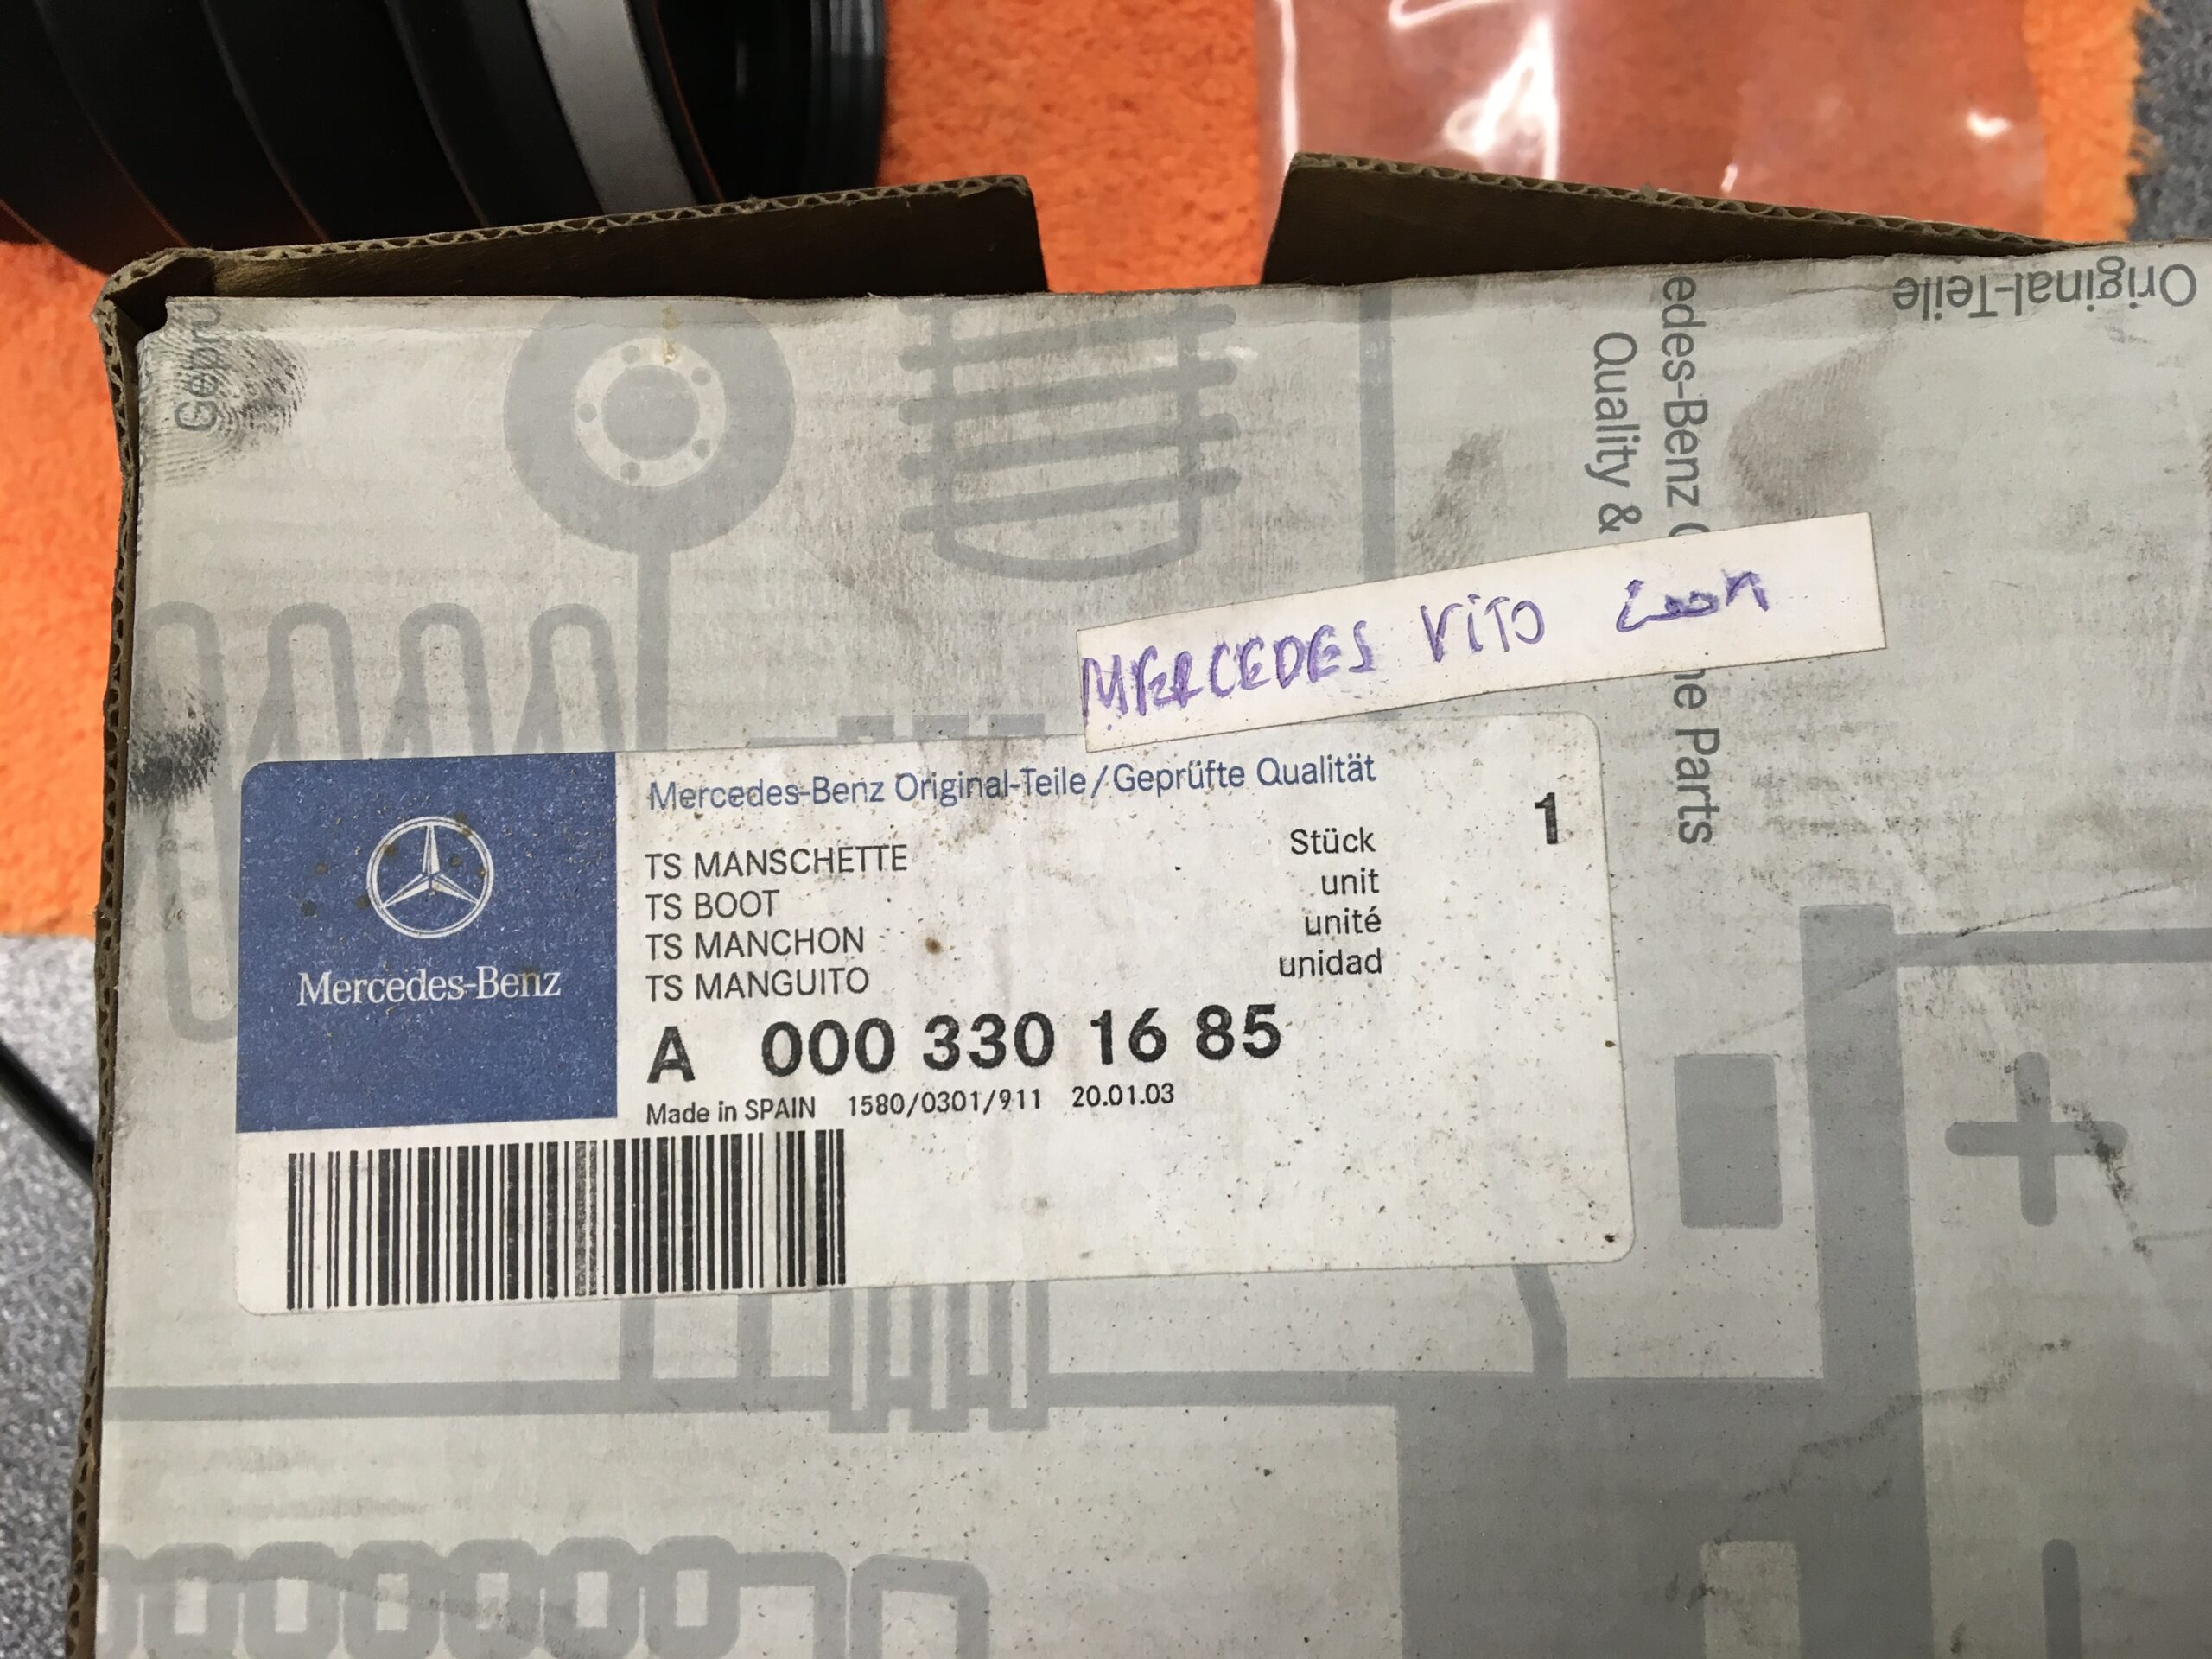 Geprü
Original-Teile
edes-Benz G ne Parts
Quality &
MERCEDES ViTO
Mercedes-Benz Original-Teile/Geprüfte Qualität
Mercedes-Benz
TS MANSCHETTE Stück 1
TS BOOT unit
TS MANCHON unité
TS MANGUITO unidad
A 000 330 16 85
Made in SPAIN 1580/0301/911 20.01.03